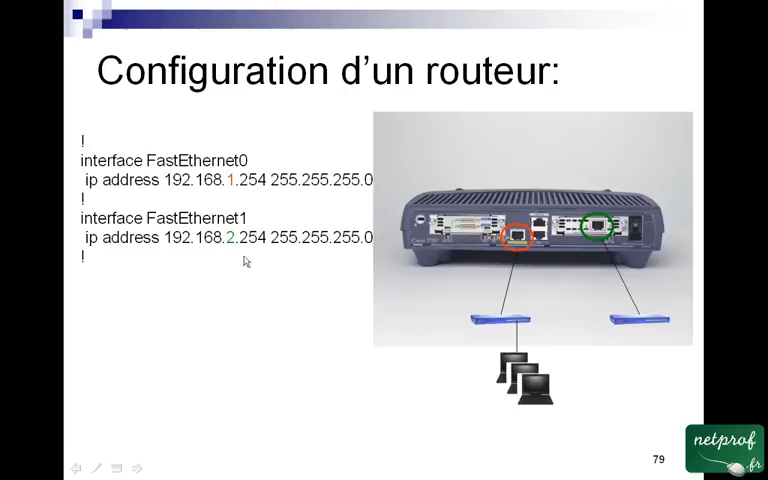 Configuration d’un routeur:
!
interface FastEthernet0
ip address 192.168.1.254 255.255.255.0
!
interface FastEthernet1
ip address 192.168.2.254 255.255.255.0
!
79
netprof
.fr